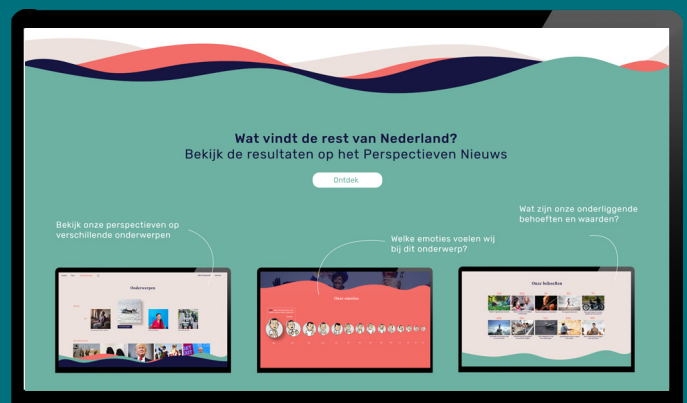 Wat vindt de rest van Nederland?
Bekijk de resultaten op het Perspectieven Nieuws
Ontdek
Wat zijn onze onderliggende
behoeften en waarden?
Bekijk onze perspectieven op
verschillende onderwerpen
Welke emoties voelen wij
bij dit onderwerp?
Onderwerpen
Onze emoties
Onze behoeften